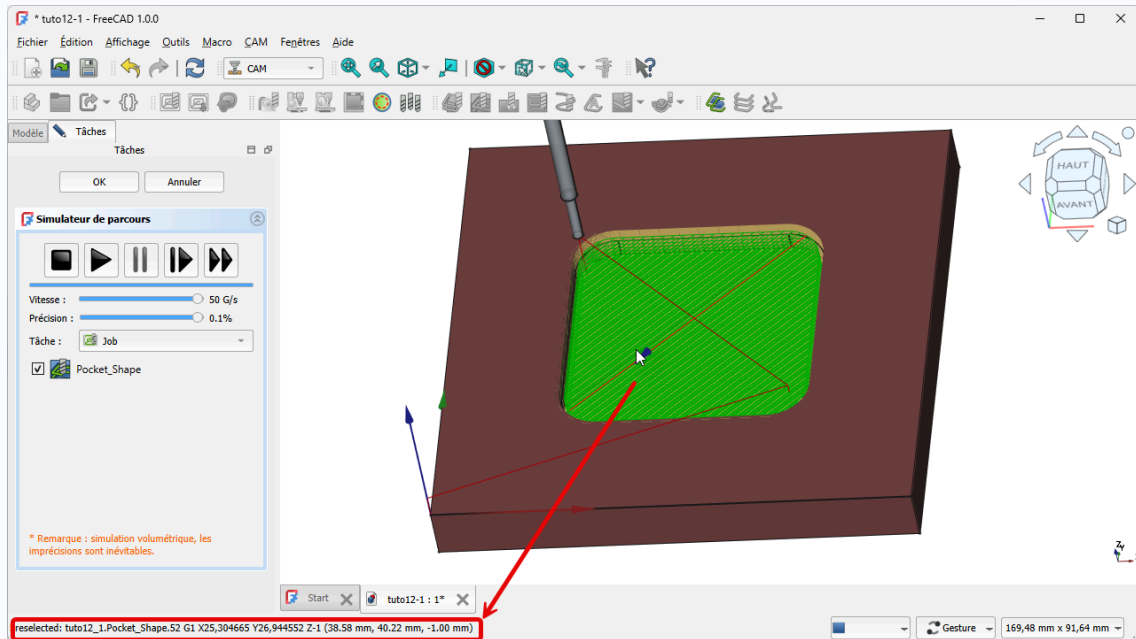 * tuto12-1 - FreeCAD 1.0.0
Fichier Édition Affichage Outils Macro CAM Fenêtres Aide
CAM
Modèle Tâches
Tâches
OK Annuler
Simulateur de parcours
Vitesse : 50 G/s
Précision : 0.1%
Tâche : Job
Pocket_Shape
* Remarque : simulation volumétrique, les
imprécisions sont inévitables.
HAUT
AVANT
Z
Y
Start tuto12-1 : 1*
reselected: tuto12_1.Pocket_Shape.52 G1 X25,304665 Y26,944552 Z-1 (38.58 mm, 40.22 mm, -1.00 mm)
Gesture 169,48 mm x 91,64 mm